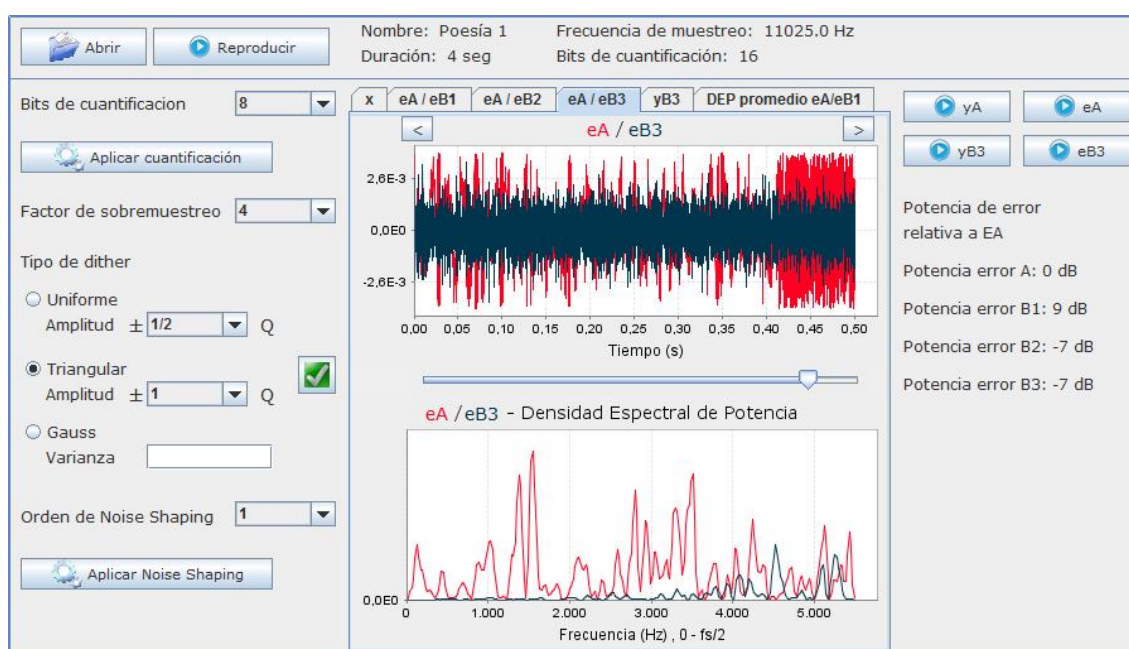 Abrir
Reproducir
Nombre: Poesía 1
Frecuencia de muestreo: 11025.0 Hz
Duración: 4 seg
Bits de cuantificación: 16
Bits de cuantificacion
8
Aplicar cuantificación
Factor de sobremuestreo
4
Tipo de dither
Uniforme
Amplitud ± 1/2 Q
Triangular
Amplitud ± 1 Q
Gauss
Varianza
Orden de Noise Shaping
1
Aplicar Noise Shaping
x
eA / eB1
eA / eB2
eA / eB3
yB3
DEP promedio eA/eB1
<
eA / eB3
>
2,6E-3
0,0E0
-2,6E-3
0,00 0,05 0,10 0,15 0,20 0,25 0,30 0,35 0,40 0,45 0,50
Tiempo (s)
eA / eB3 - Densidad Espectral de Potencia
0,0E0
0 1.000 2.000 3.000 4.000 5.000
Frecuencia (Hz) , 0 - fs/2
yA
eA
yB3
eB3
Potencia de error
relativa a EA
Potencia error A: 0 dB
Potencia error B1: 9 dB
Potencia error B2: -7 dB
Potencia error B3: -7 dB